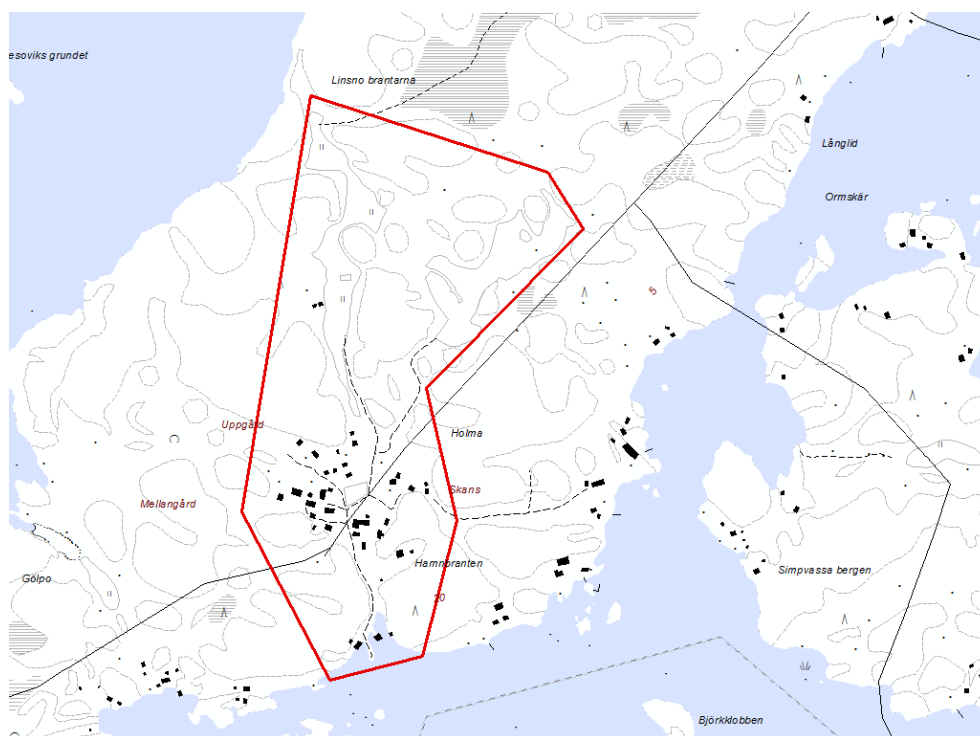 esoviks grundet
Linsno brantarna
Långlid
Ormskär
5
Uppgård
Holma
Mellangård
Skans
Hamnbranten
Gölpo
Simpvassa bergen
20
Björkklobben